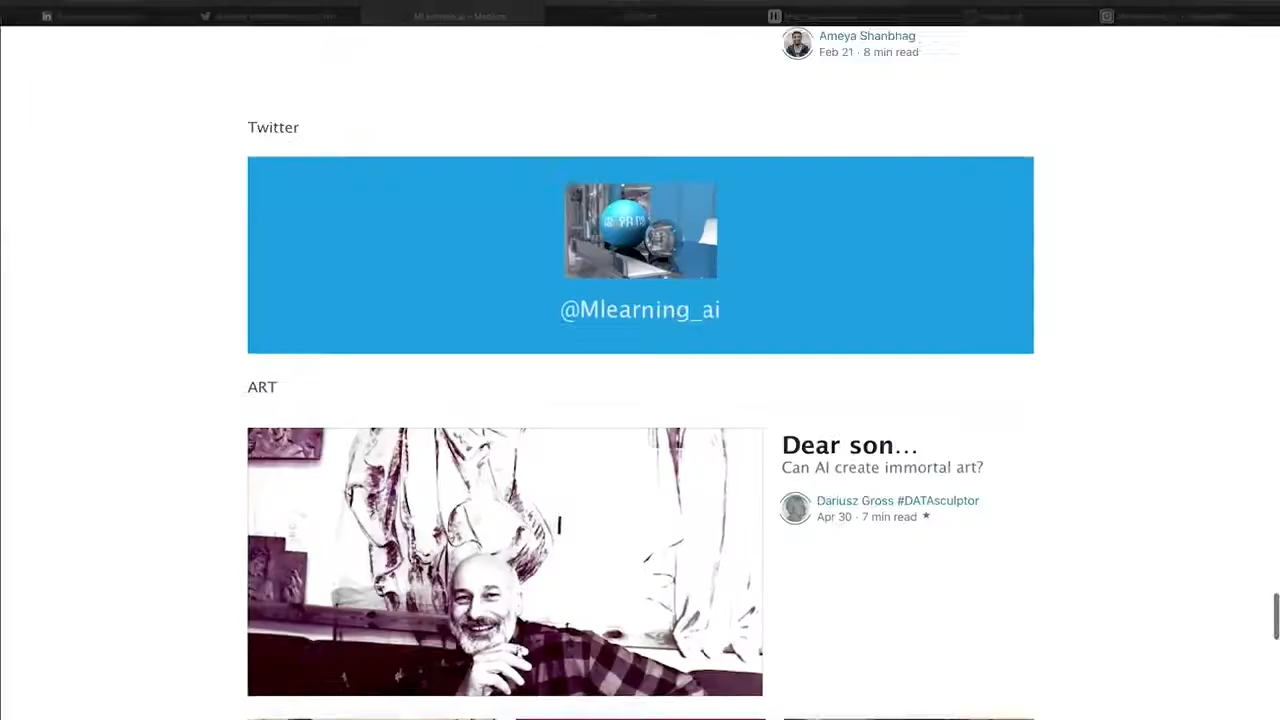 Ameya Shanbhag
Feb 21 · 8 min read
Twitter
@Mlearning_ai
ART
Dear son…
Can AI create immortal art?
Dariusz Gross #DATAsculptor
Apr 30 · 7 min read ★